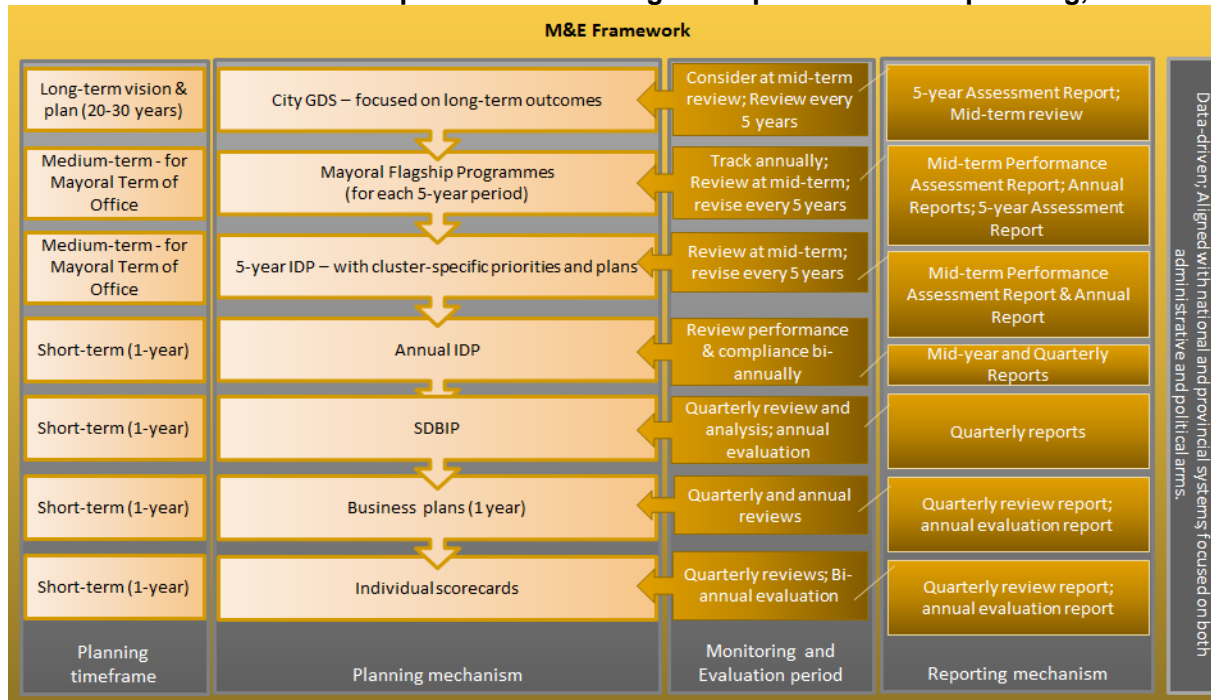 M&E Framework
Long-term vision &
plan (20-30 years)
City GDS – focused on long-term outcomes
Consider at mid-term
review; Review every
5 years
5-year Assessment Report;
Mid-term review
Medium-term - for
Mayoral Term of
Office
Mayoral Flagship Programmes
(for each 5-year period)
Track annually;
Review at mid-term;
revise every 5 years
Mid-term Performance
Assessment Report; Annual
Reports; 5-year Assessment
Report
Medium-term - for
Mayoral Term of
Office
5-year IDP – with cluster-specific priorities and plans
Review at mid-term;
revise every 5 years
Mid-term Performance
Assessment Report & Annual
Report
Short-term (1-year)
Annual IDP
Review performance
& compliance bi-
annually
Mid-year and Quarterly
Reports
Short-term (1-year)
SDBIP
Quarterly review and
analysis; annual
evaluation
Quarterly reports
Short-term (1-year)
Business plans (1 year)
Quarterly and annual
reviews
Quarterly review report;
annual evaluation report
Short-term (1-year)
Individual scorecards
Quarterly reviews; Bi-
annual evaluation
Quarterly review report;
annual evaluation report
Planning
timeframe
Planning mechanism
Monitoring and
Evaluation period
Reporting mechanism
Data-driven; Aligned with national and provincial systems; focused on both
administrative and political arms.